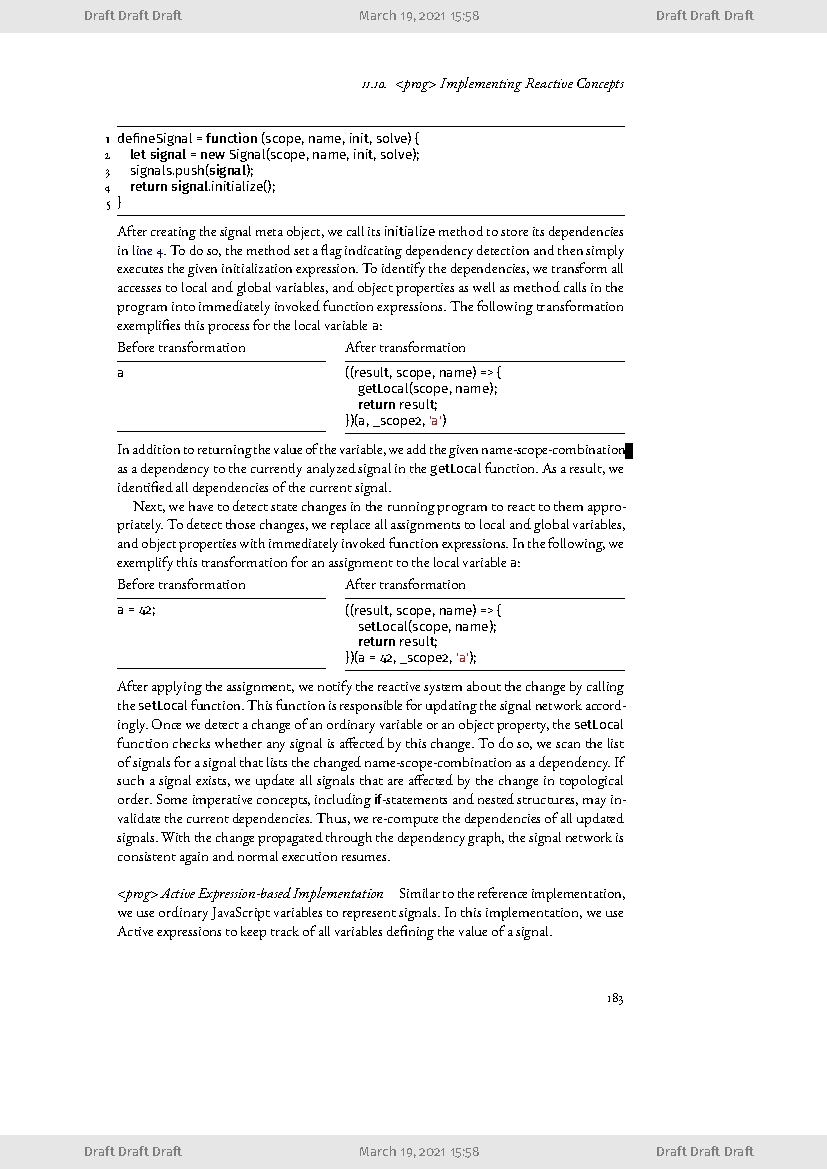 Draft Draft Draft March 19, 2021 15:58 Draft Draft Draft
11.10. <prog> Implementing Reactive Concepts
1 defineSignal = function (scope, name, init, solve) {
2 let signal = new Signal(scope, name, init, solve);
3 signals.push(signal);
4 return signal.initialize();
5 }
After creating the signal meta object, we call its initialize method to store its dependencies
in line 4. To do so, the method set a flag indicating dependency detection and then simply
executes the given initialization expression. To identify the dependencies, we transform all
accesses to local and global variables, and object properties as well as method calls in the
program into immediately invoked function expressions. The following transformation
exemplifies this process for the local variable a:
Before transformation After transformation
a ((result, scope, name) => {
getLocal(scope, name);
return result;
})(a, _scope2, 'a')
In addition to returning the value of the variable, we add the given name-scope-combination
as a dependency to the currently analyzed signal in the getLocal function. As a result, we
identified all dependencies of the current signal.
Next, we have to detect state changes in the running program to react to them appro-
priately. To detect those changes, we replace all assignments to local and global variables,
and object properties with immediately invoked function expressions. In the following, we
exemplify this transformation for an assignment to the local variable a:
Before transformation After transformation
a = 42; ((result, scope, name) => {
setLocal(scope, name);
return result;
})(a = 42, _scope2, 'a');
After applying the assignment, we notify the reactive system about the change by calling
the setLocal function. This function is responsible for updating the signal network accord-
ingly. Once we detect a change of an ordinary variable or an object property, the setLocal
function checks whether any signal is affected by this change. To do so, we scan the list
of signals for a signal that lists the changed name-scope-combination as a dependency. If
such a signal exists, we update all signals that are affected by the change in topological
order. Some imperative concepts, including if-statements and nested structures, may in-
validate the current dependencies. Thus, we re-compute the dependencies of all updated
signals. With the change propagated through the dependency graph, the signal network is
consistent again and normal execution resumes.
<prog> Active Expression-based Implementation Similar to the reference implementation,
we use ordinary JavaScript variables to represent signals. In this implementation, we use
Active expressions to keep track of all variables defining the value of a signal.
183
Draft Draft Draft March 19, 2021 15:58 Draft Draft Draft